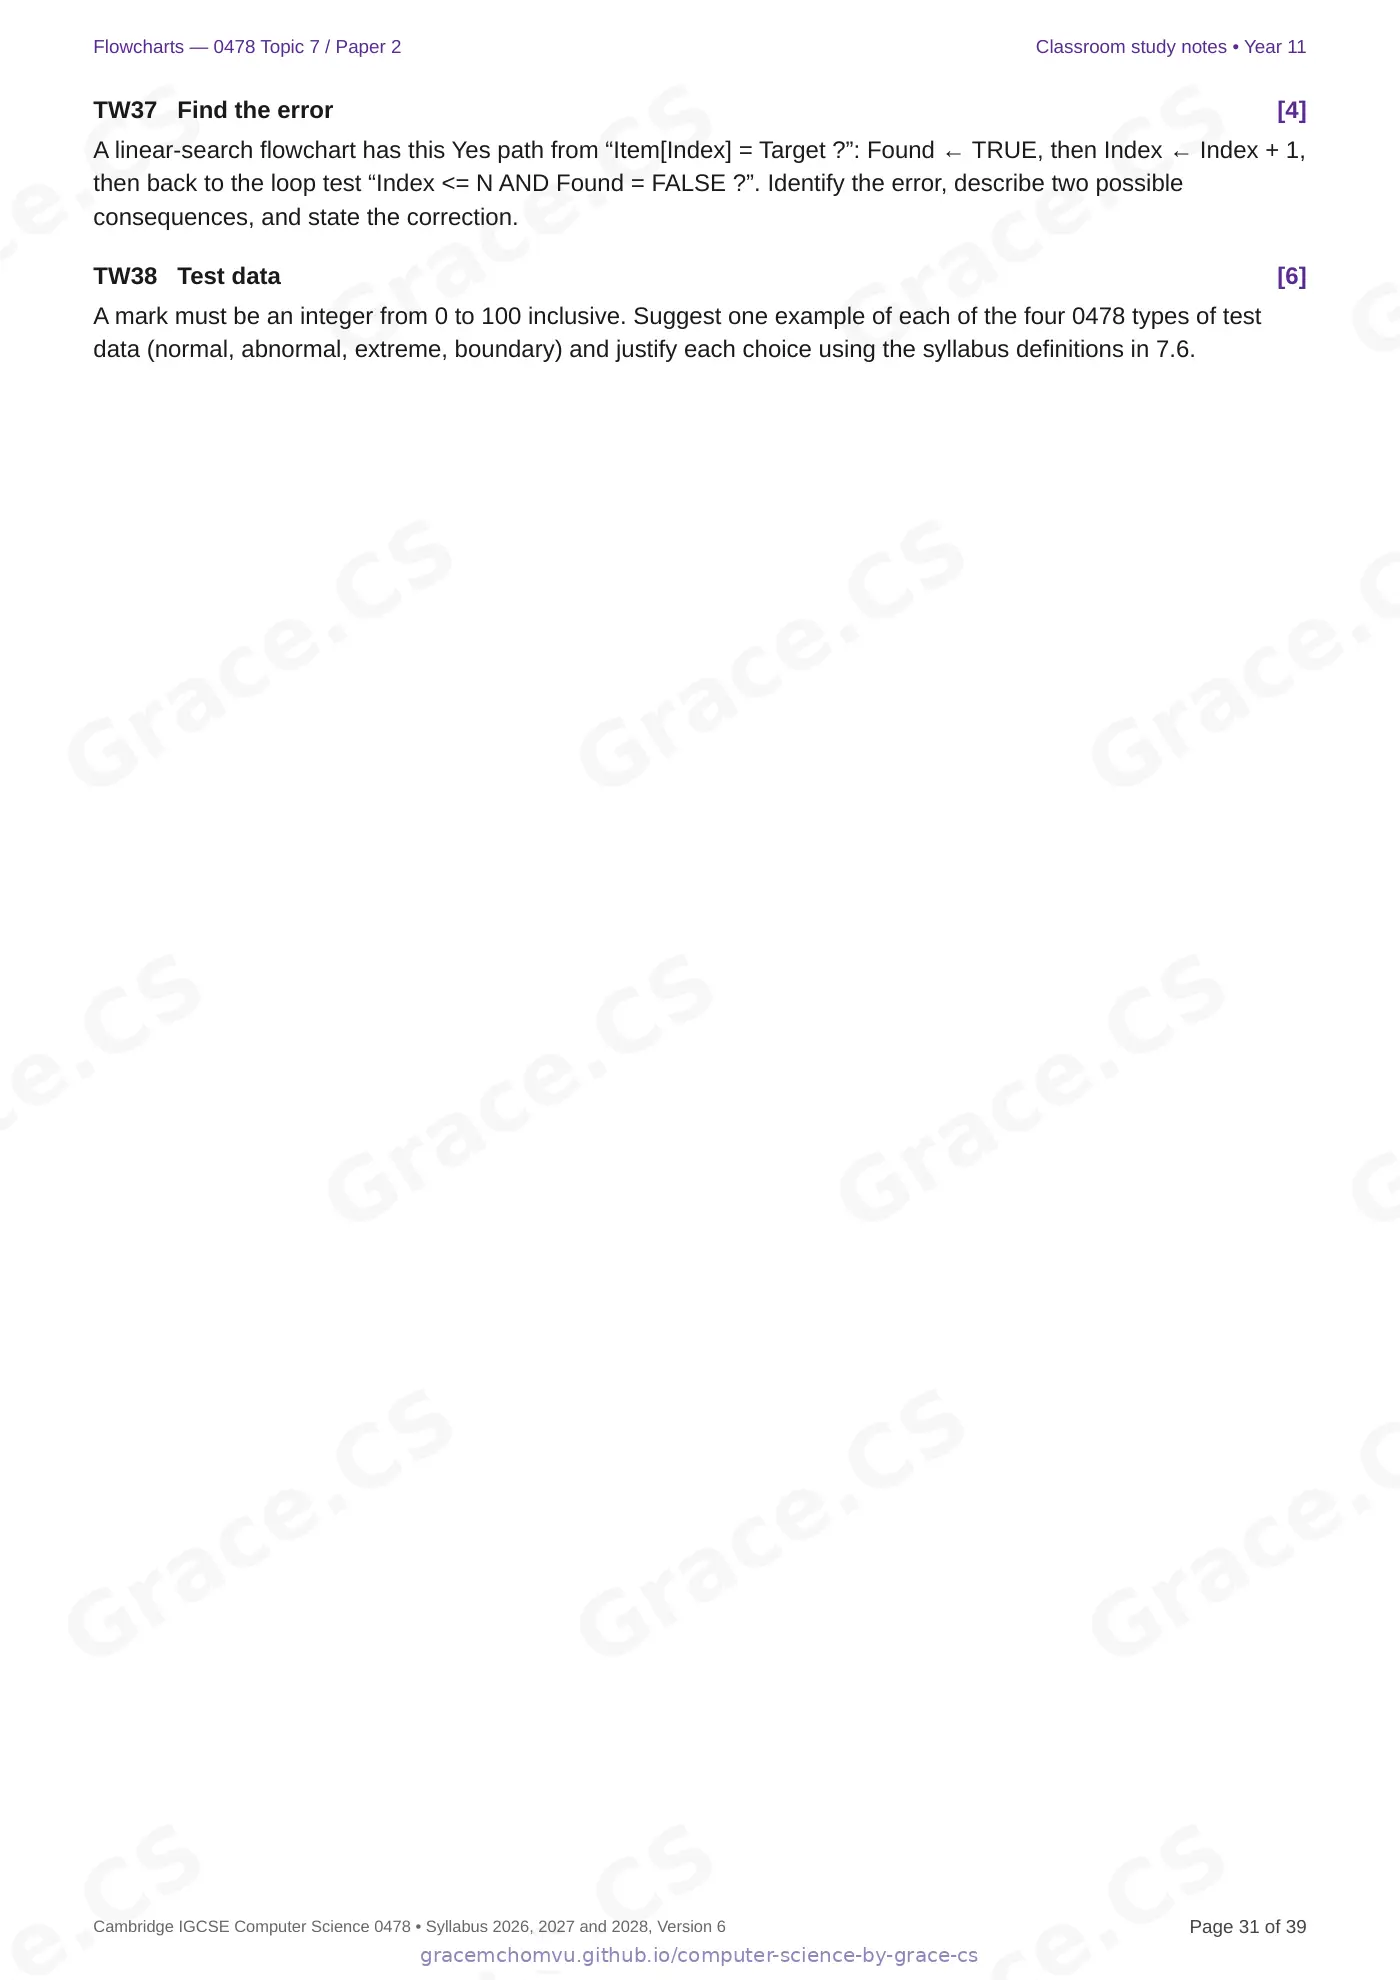 Flowcharts — 0478 Topic 7 / Paper 2
Classroom study notes • Year 11
TW37 Find the error [4]
A linear-search flowchart has this Yes path from “Item[Index] = Target ?”: Found ← TRUE, then Index ← Index + 1,
then back to the loop test “Index <= N AND Found = FALSE ?”. Identify the error, describe two possible
consequences, and state the correction.
TW38 Test data [6]
A mark must be an integer from 0 to 100 inclusive. Suggest one example of each of the four 0478 types of test
data (normal, abnormal, extreme, boundary) and justify each choice using the syllabus definitions in 7.6.
Grace.CS
Cambridge IGCSE Computer Science 0478 • Syllabus 2026, 2027 and 2028, Version 6
Page 31 of 39
gracemchomvu.github.io/computer-science-by-grace-cs